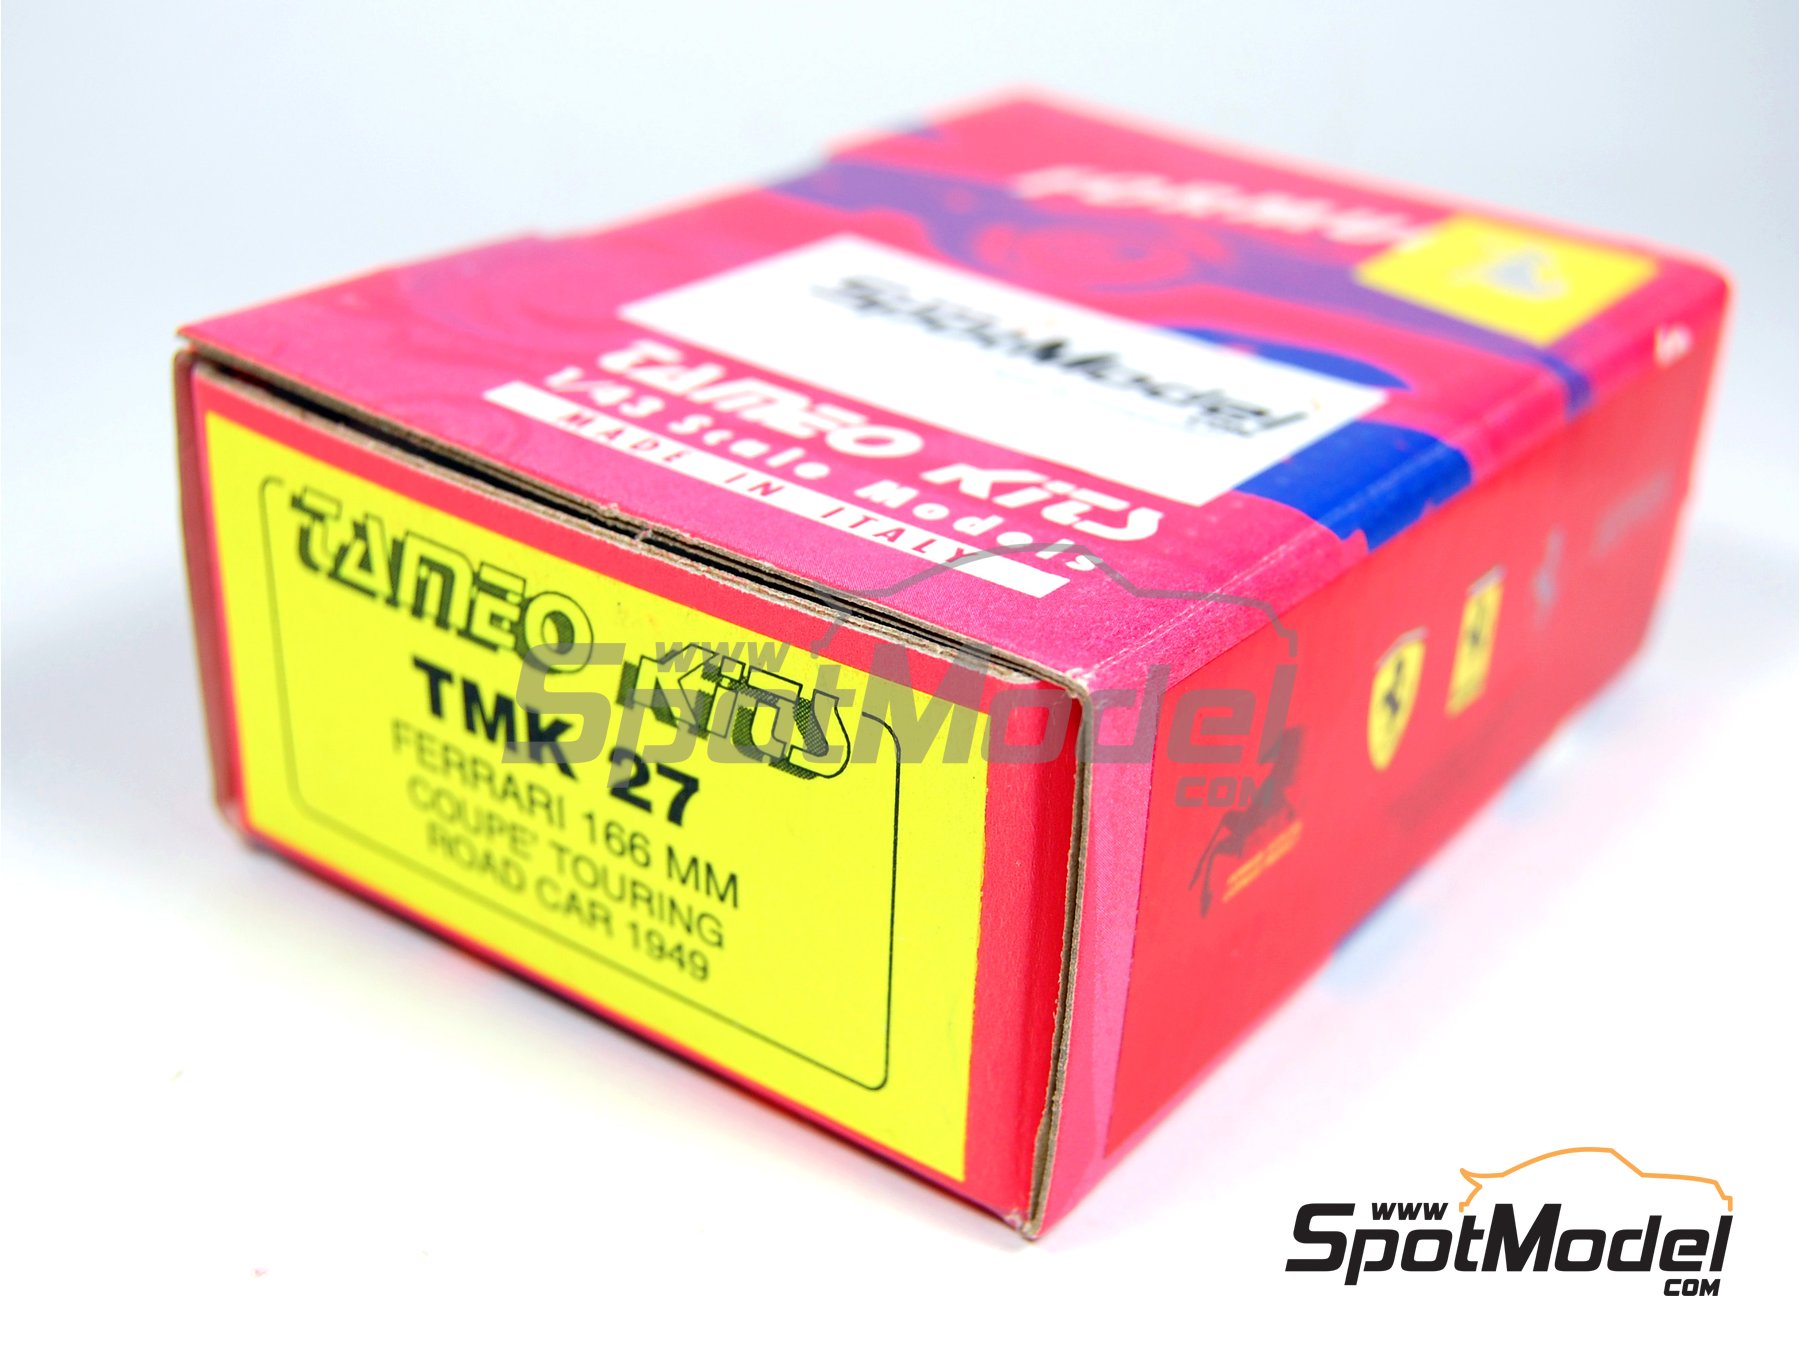 SpotModel
.com
TAMEO Kits
1/43 Scale Models
MADE IN ITALY
TAMEO Kits
TMK 27
FERRARI 166 MM
COUPE' TOURING
ROAD CAR 1949
www
SpotModel
.com
www
SpotModel
.com